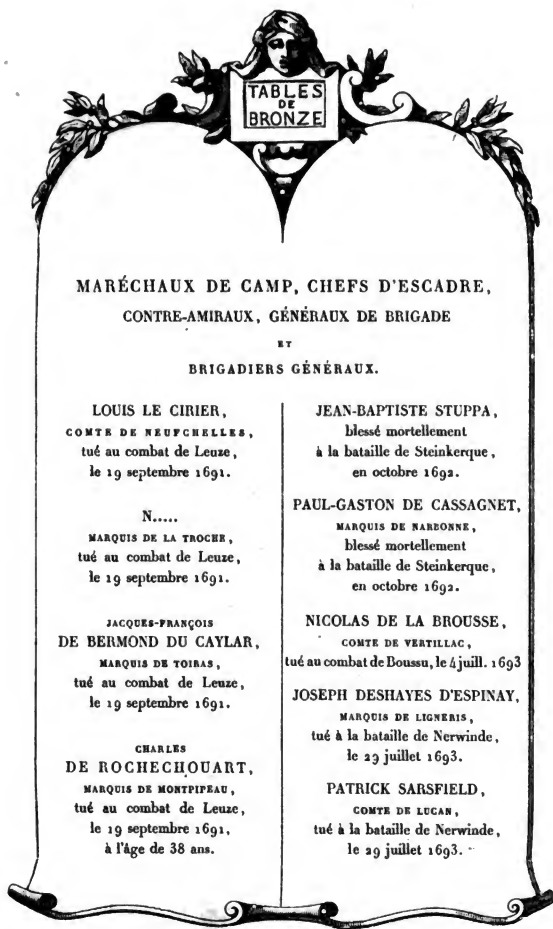 TABLES
DE
BRONZE
MARÉCHAUX DE CAMP, CHEFS D'ESCADRE,
CONTRE-AMIRAUX, GÉNÉRAUX DE BRIGADE
ET
BRIGADIERS GÉNÉRAUX.
LOUIS LE CIRIER,
COMTE DE NEUFCHELLES,
tué au combat de Leuze,
le 19 septembre 1691.
N.....
MARQUIS DE LA TROCHE,
tué au combat de Leuze,
le 19 septembre 1691.
JACQUES-FRANÇOIS
DE BERMOND DU CAYLAR,
MARQUIS DE TOIRAS,
tué au combat de Leuze,
le 19 septembre 1691.
CHARLES
DE ROCHECHOUART,
MARQUIS DE MONTPIPEAU,
tué au combat de Leuze,
le 19 septembre 1691,
à l'âge de 38 ans.
JEAN-BAPTISTE STUPPA,
blessé mortellement
à la bataille de Steinkerque,
en octobre 1692.
PAUL-GASTON DE CASSAGNET,
MARQUIS DE NARBONNE,
blessé mortellement
à la bataille de Steinkerque,
en octobre 1692.
NICOLAS DE LA BROUSSE,
COMTE DE VERTILLAC,
tué au combat de Boussu, le 4 juill. 1693
JOSEPH DESHAYES D'ESPINAY,
MARQUIS DE LIGNERIS,
tué à la bataille de Nerwinde,
le 29 juillet 1693.
PATRICK SARSFIELD,
COMTE DE LUCAN,
tué à la bataille de Nerwinde,
le 29 juillet 1693.